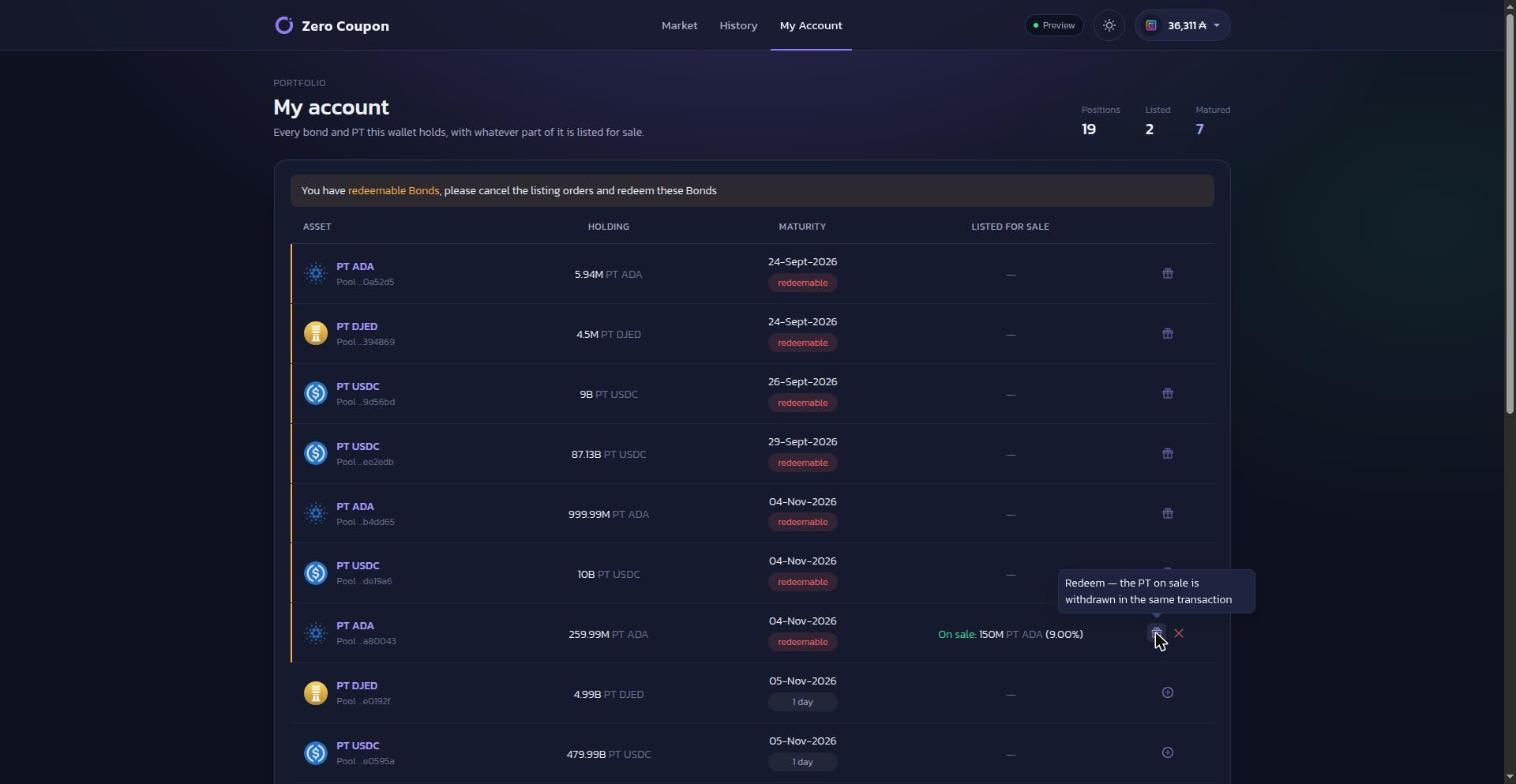 Zero Coupon
Market
History
My Account
Preview
36,311 ₳
PORTFOLIO
My account
Every bond and PT this wallet holds, with whatever part of it is listed for sale.
Positions
19
Listed
2
Matured
7
You have redeemable Bonds, please cancel the listing orders and redeem these Bonds
ASSET HOLDING MATURITY LISTED FOR SALE
PT ADA
Pool ...0a52d5
5.94M PT ADA
24-Sept-2026
redeemable
—
PT DJED
Pool ...394869
4.5M PT DJED
24-Sept-2026
redeemable
—
PT USDC
Pool ...9d56bd
9B PT USDC
26-Sept-2026
redeemable
—
PT USDC
Pool ...ee2edb
87.13B PT USDC
29-Sept-2026
redeemable
—
PT ADA
Pool ...b4dd65
999.99M PT ADA
04-Nov-2026
redeemable
—
PT USDC
Pool ...de19a6
10B PT USDC
04-Nov-2026
redeemable
—
Redeem — the PT on sale is
withdrawn in the same transaction
PT ADA
Pool ...a80043
259.99M PT ADA
04-Nov-2026
redeemable
On sale: 150M PT ADA (9.00%)
PT DJED
Pool ...e0192f
4.99B PT DJED
05-Nov-2026
1 day
—
PT USDC
Pool ...e0595a
479.99B PT USDC
05-Nov-2026
1 day
—